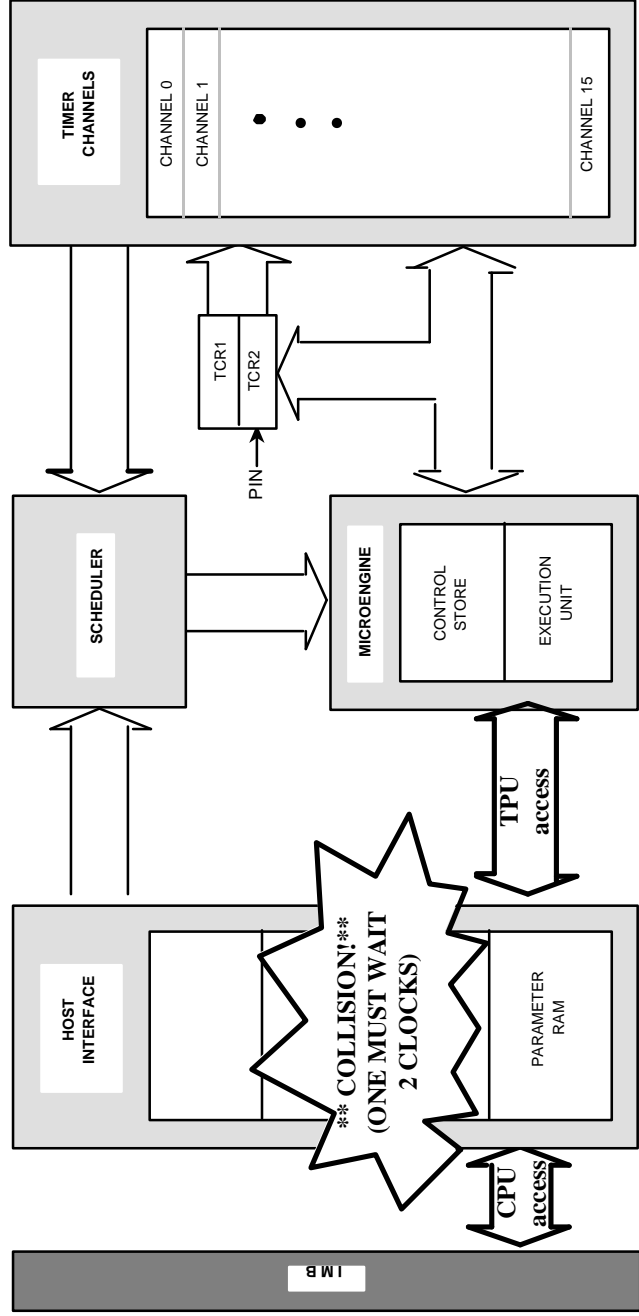 HOST
INTERFACE
SCHEDULER
TIMER
CHANNELS
CHANNEL 0
CHANNEL 1
CHANNEL 15
TCR1
TCR2
PIN
** COLLISION!**
(ONE MUST WAIT
2 CLOCKS)
MICROENGINE
CONTROL
STORE
EXECUTION
UNIT
PARAMETER
RAM
CPU
access
TPU
access
IMB